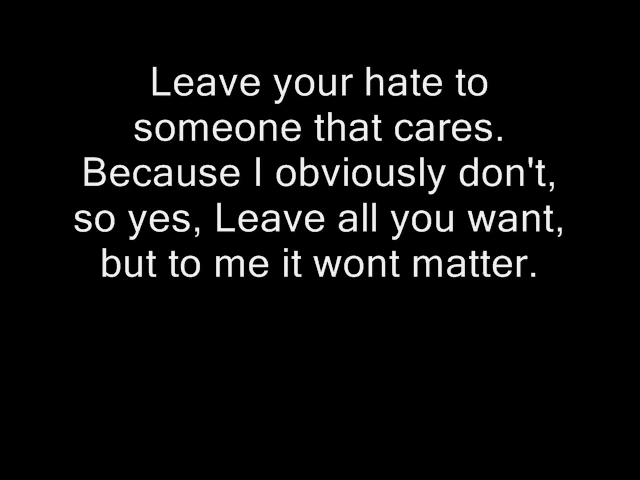 Leave your hate to
someone that cares.
Because I obviously don't,
so yes, Leave all you want,
but to me it wont matter.